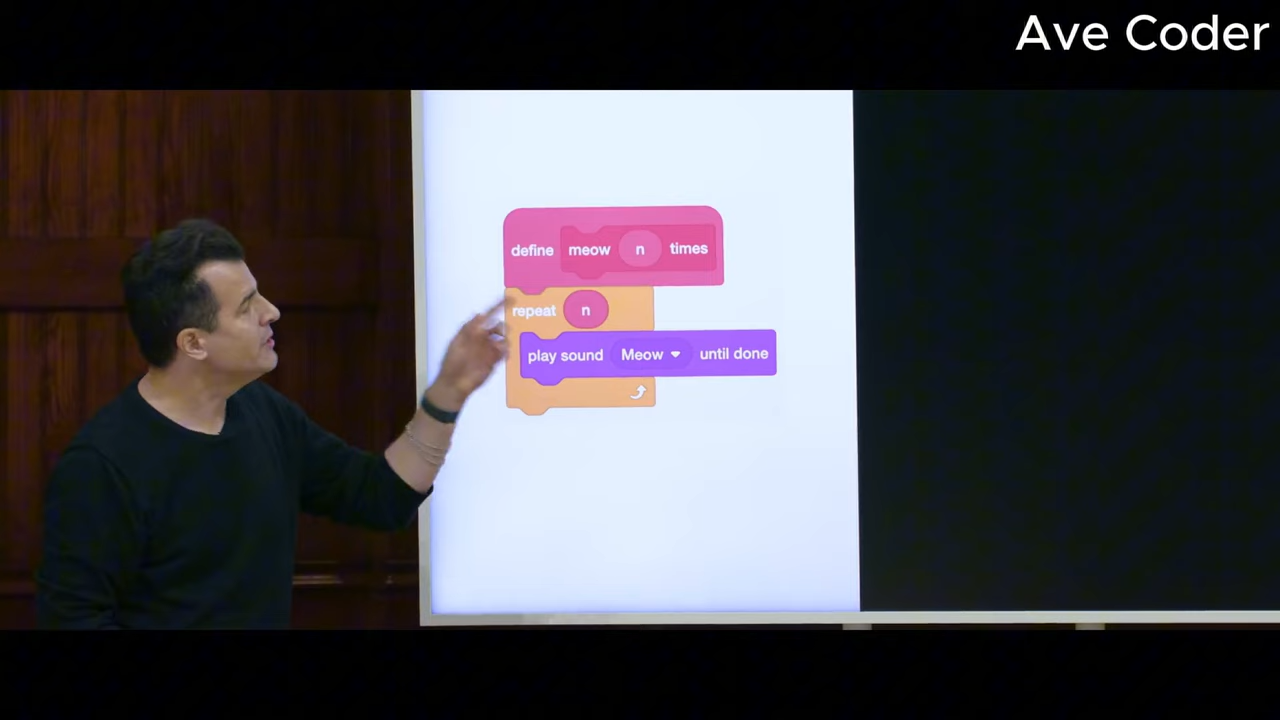 Ave Coder
define meow n times
repeat n
play sound Meow until done